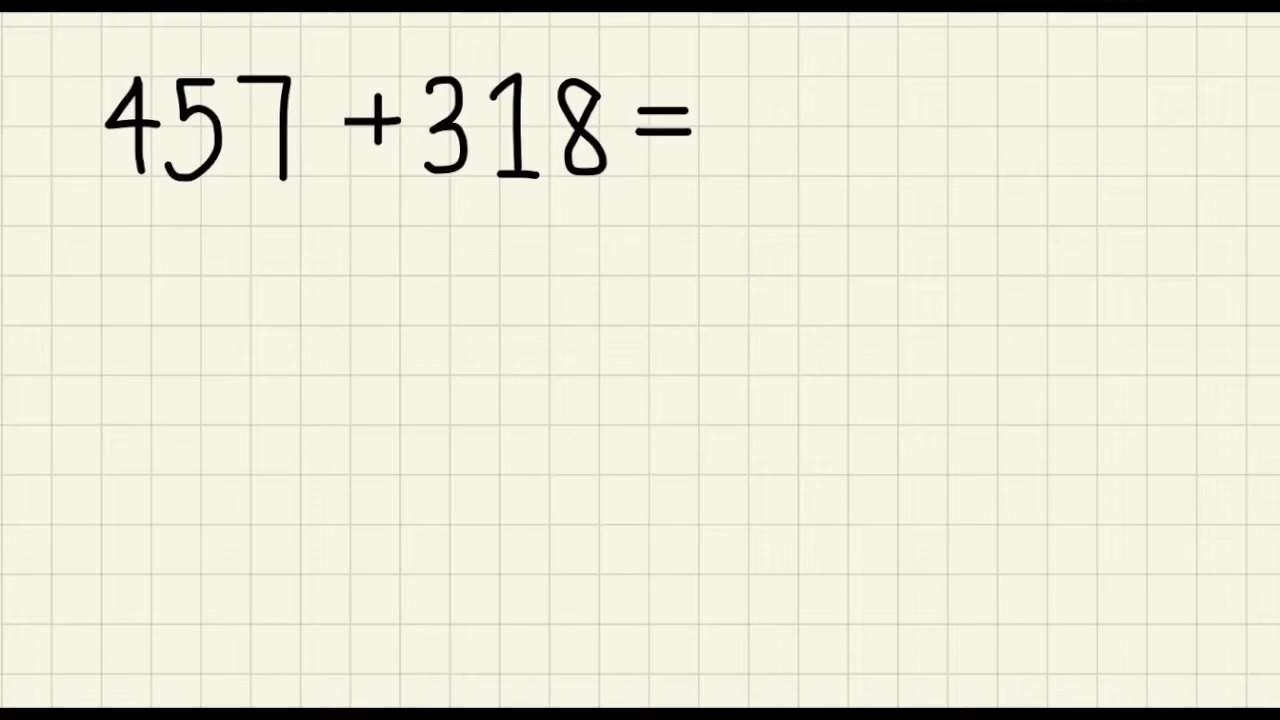 457 + 318 =